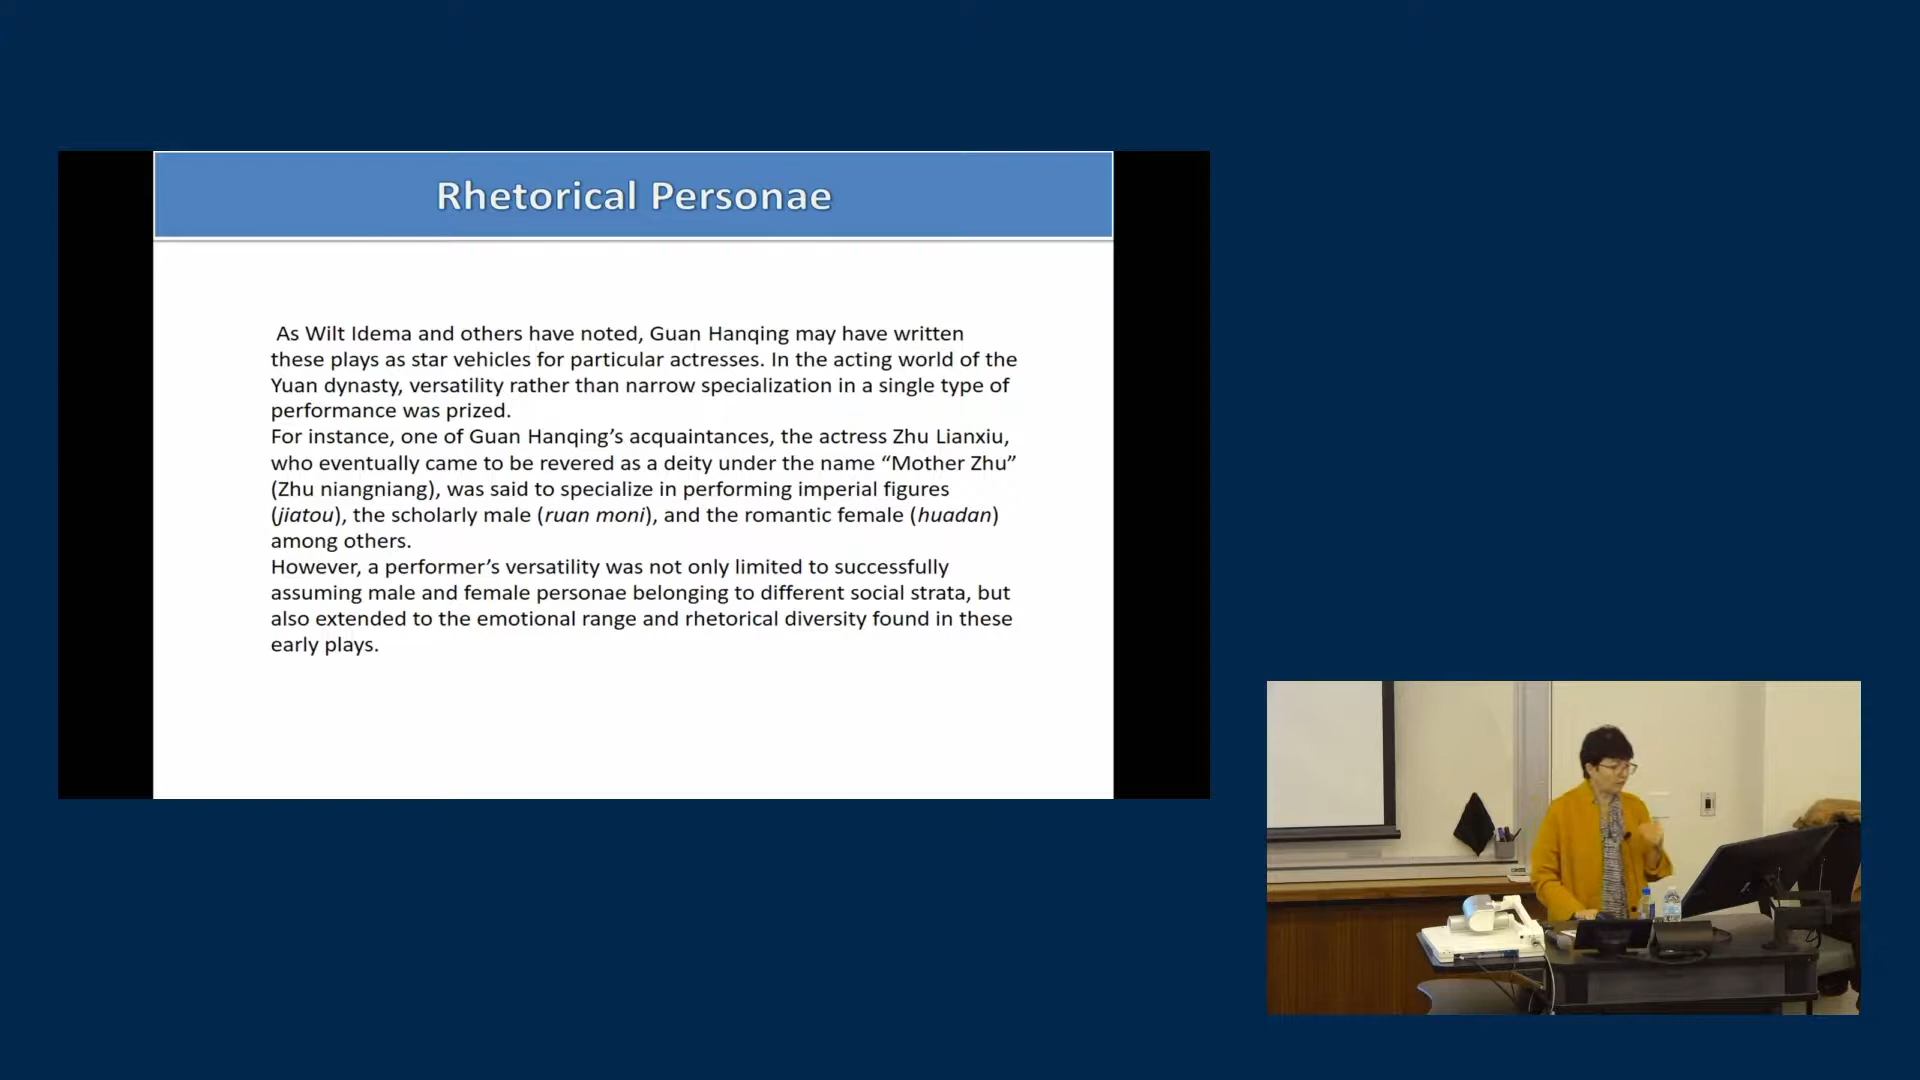 Rhetorical Personae
As Wilt Idema and others have noted, Guan Hanqing may have written
these plays as star vehicles for particular actresses. In the acting world of the
Yuan dynasty, versatility rather than narrow specialization in a single type of
performance was prized.
For instance, one of Guan Hanqing’s acquaintances, the actress Zhu Lianxiu,
who eventually came to be revered as a deity under the name “Mother Zhu”
(Zhu niangniang), was said to specialize in performing imperial figures
(jiatou), the scholarly male (ruan moni), and the romantic female (huadan)
among others.
However, a performer’s versatility was not only limited to successfully
assuming male and female personae belonging to different social strata, but
also extended to the emotional range and rhetorical diversity found in these
early plays.